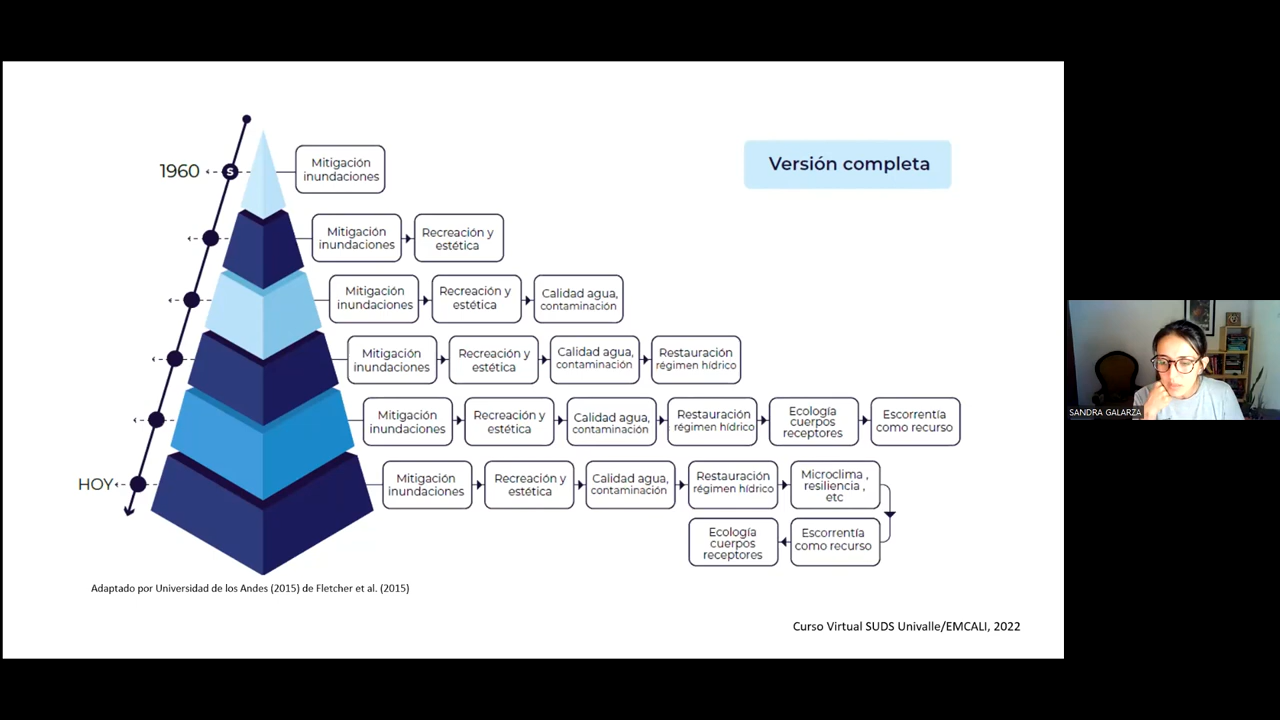 Versión completa
1960
S
Mitigación
inundaciones
Mitigación
inundaciones
Recreación y
estética
Mitigación
inundaciones
Recreación y
estética
Calidad agua,
contaminación
Mitigación
inundaciones
Recreación y
estética
Calidad agua,
contaminación
Restauración
régimen hídrico
Mitigación
inundaciones
Recreación y
estética
Calidad agua,
contaminación
Restauración
régimen hídrico
Ecología
cuerpos
receptores
Escorrentía
como recurso
HOY
Mitigación
inundaciones
Recreación y
estética
Calidad agua,
contaminación
Restauración
régimen hídrico
Microclima ,
resiliencia ,
etc
Ecología
cuerpos
receptores
Escorrentía
como recurso
Adaptado por Universidad de los Andes (2015) de Fletcher et al. (2015)
Curso Virtual SUDS Univalle/EMCALI, 2022
SANDRA GALARZA